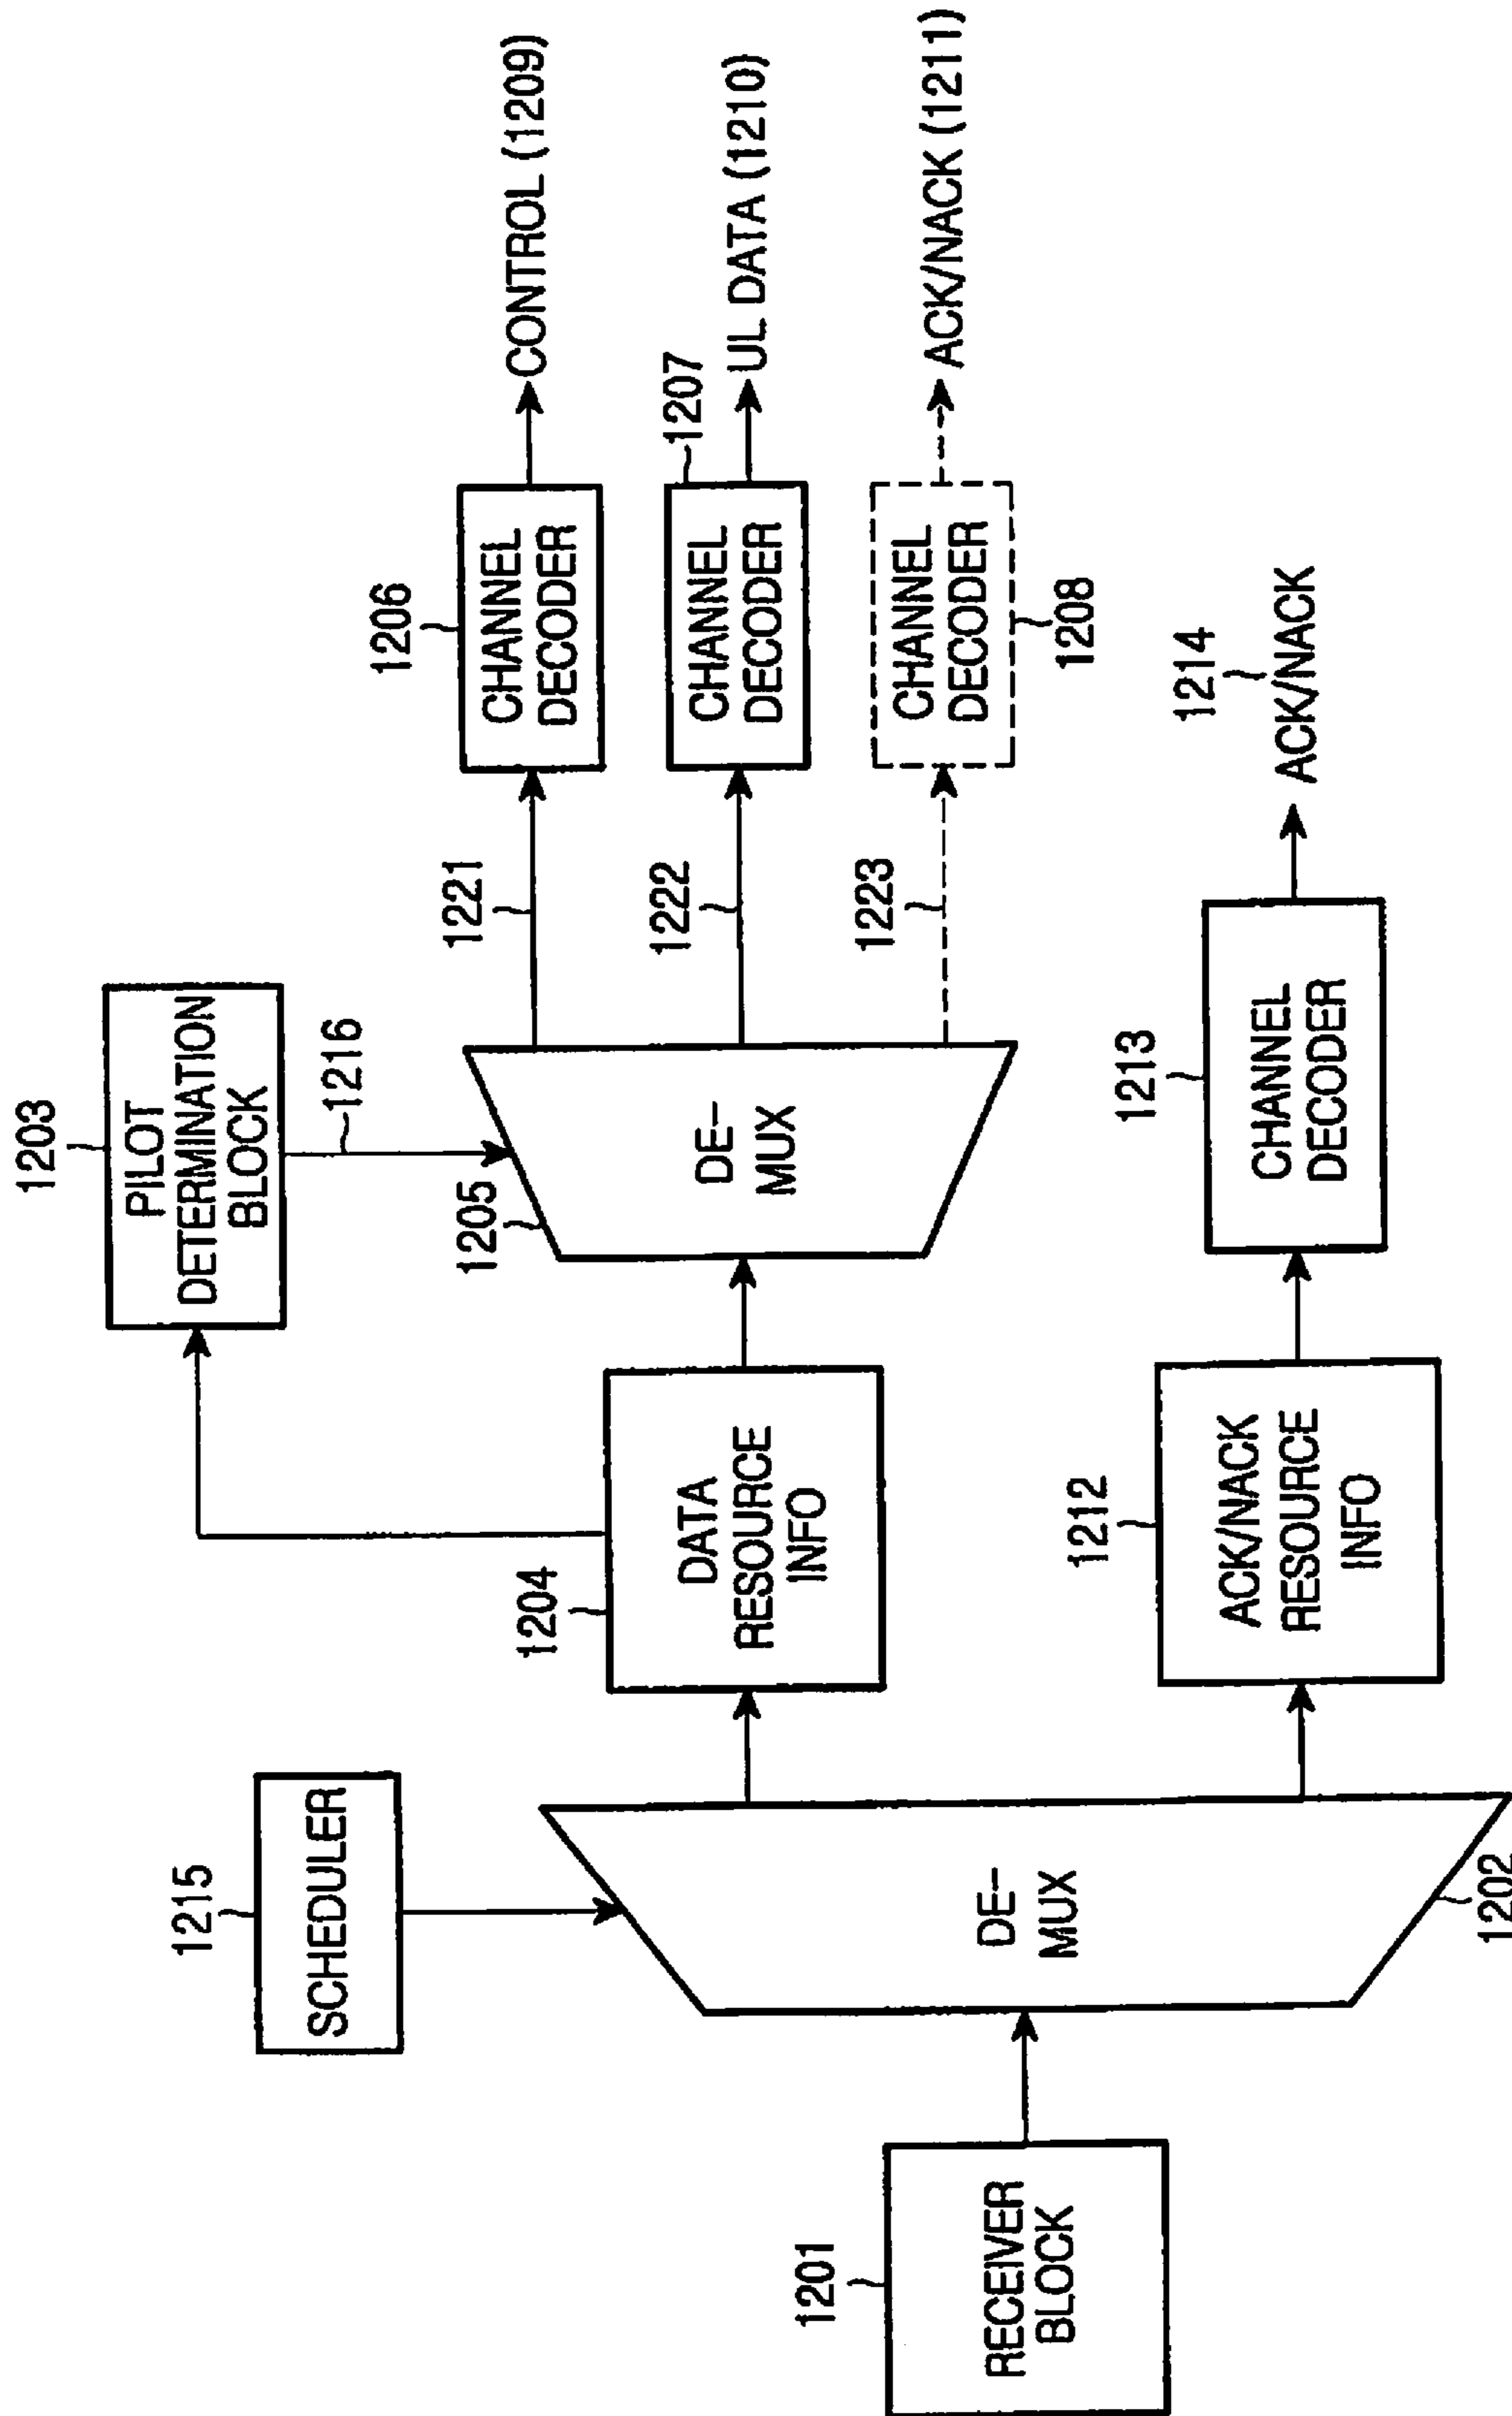 1203
PILOT
DETERMINATION
BLOCK
1216
1215
SCHEDULER
1206
CHANNEL
DECODER
CONTROL (1209)
1221
1205
DE-
MUX
1204
DATA
RESOURCE
INFO
1207
CHANNEL
DECODER
UL DATA (1210)
1222
1223
CHANNEL
DECODER
1208
ACK/NACK (1211)
1201
RECEIVER
BLOCK
DE-
MUX
1202
1212
ACK/NACK
RESOURCE
INFO
1213
CHANNEL
DECODER
1214
ACK/NACK